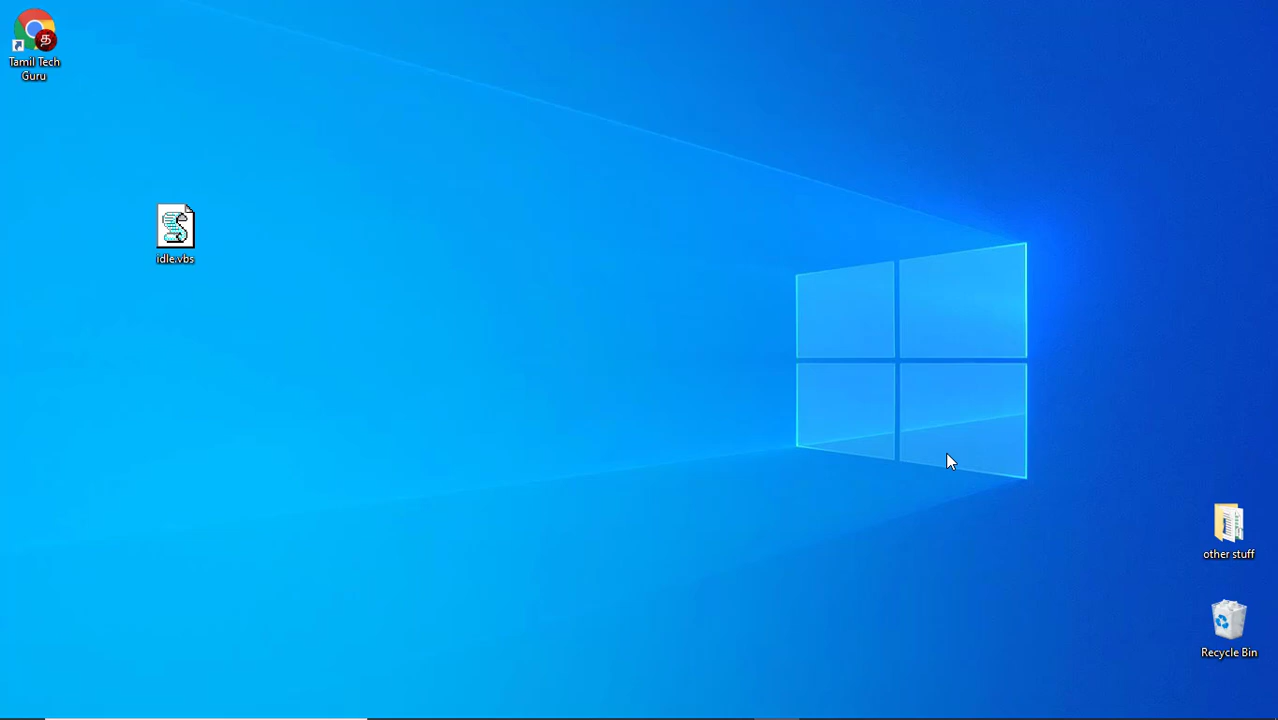 த
Tamil Tech
Guru
idle.vbs
other stuff
Recycle Bin